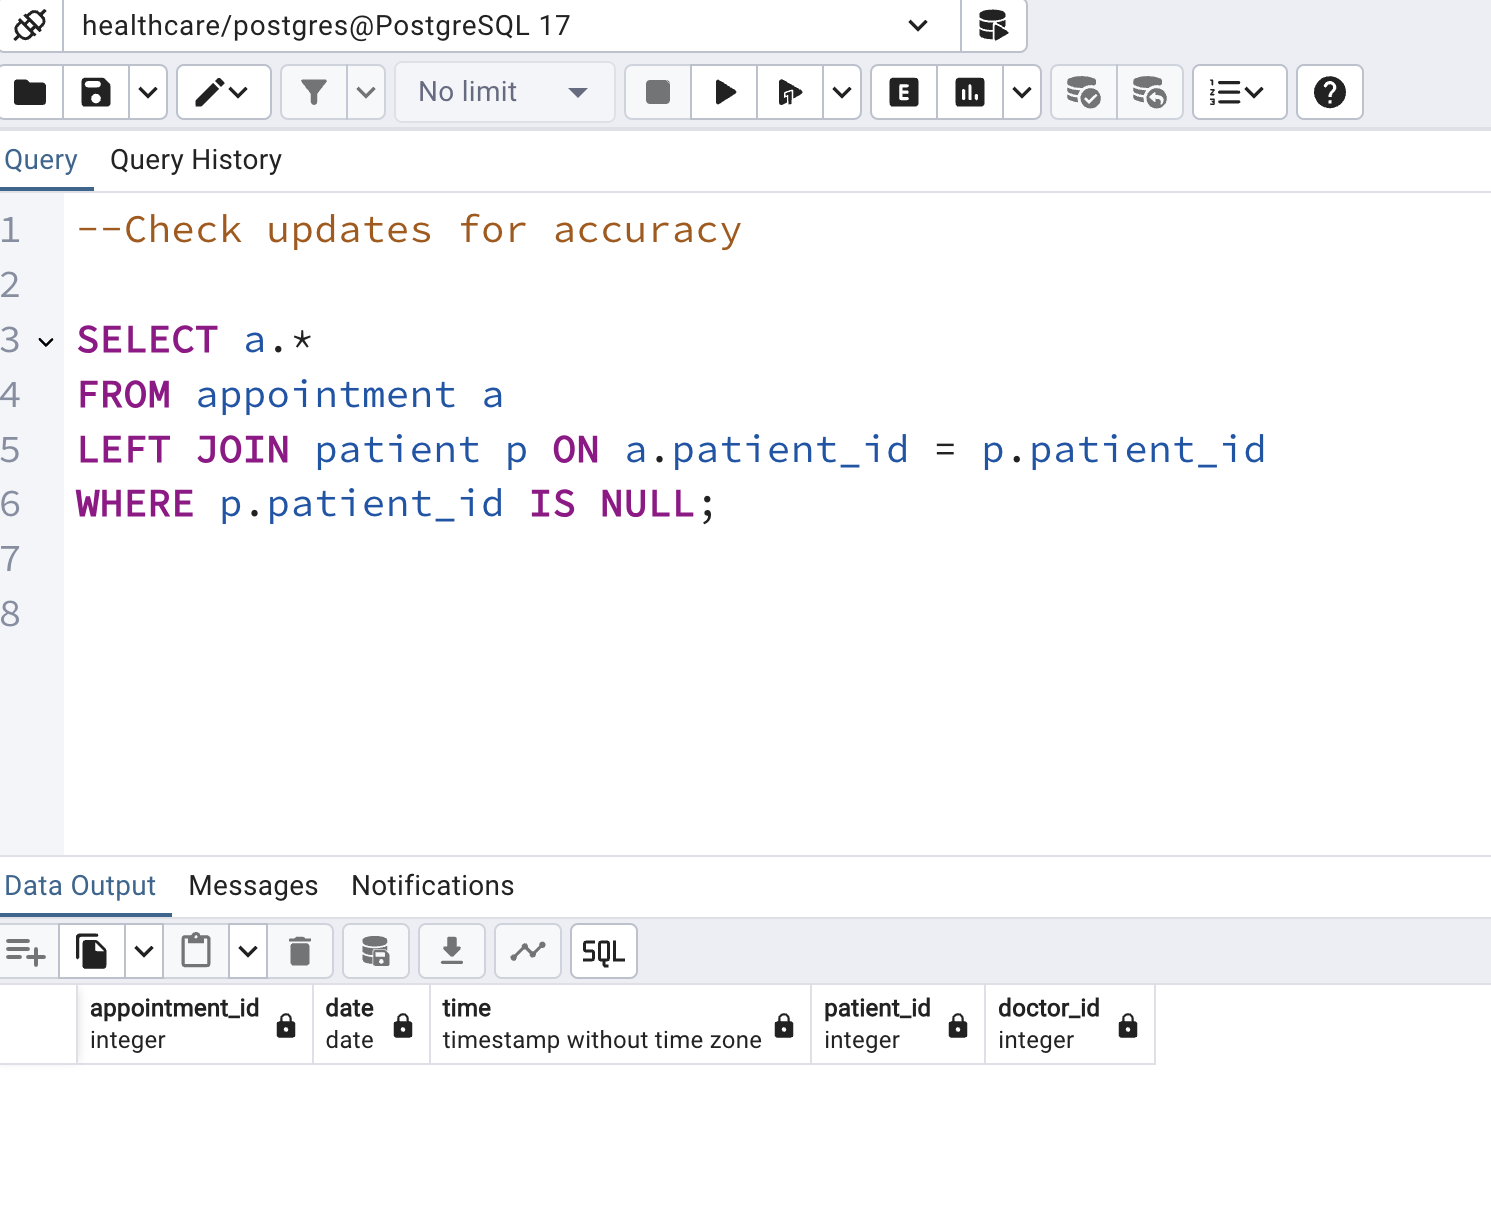 healthcare/postgres@PostgreSQL 17
No limit
E
Query Query History
1 --Check updates for accuracy
2
3 SELECT a.*
4 FROM appointment a
5 LEFT JOIN patient p ON a.patient_id = p.patient_id
6 WHERE p.patient_id IS NULL;
7
8
Data Output Messages Notifications
SQL
appointment_id date time patient_id doctor_id
integer date timestamp without time zone integer integer